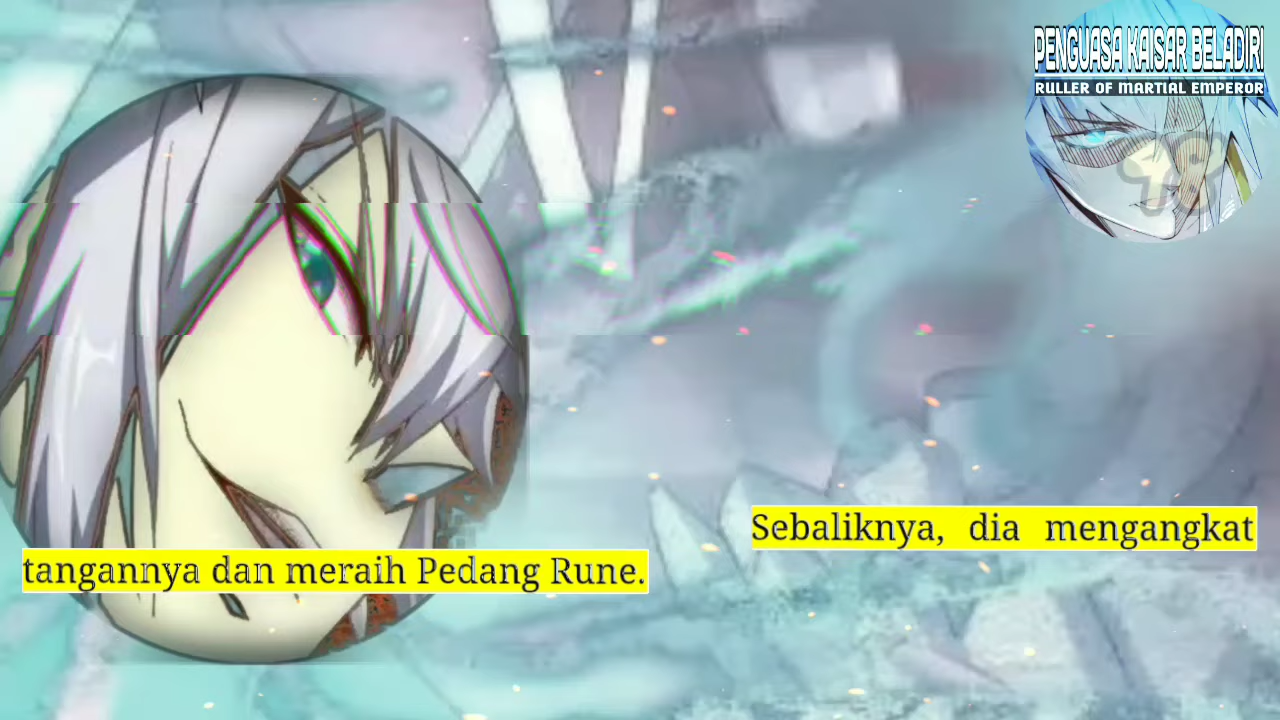 PENGUASA KAISAR BELADIRI
RULLER OF MARTIAL EMPEROR
Sebaliknya, dia mengangkat
tangannya dan meraih Pedang Rune.